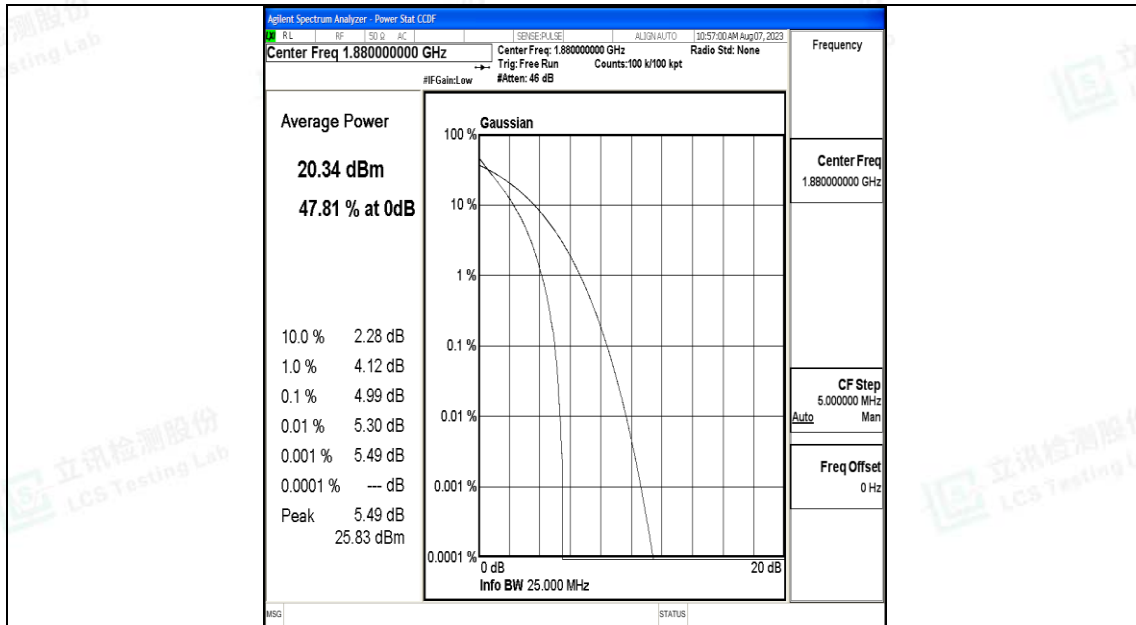 Agilent Spectrum Analyzer - Power Stat CCDF
RL RF 50 Ω AC SENSE:PULSE ALIGN AUTO 10:57:00 AM Aug 07, 2023
Center Freq 1.880000000 GHz
Center Freq: 1.880000000 GHz Radio Std: None
Trig: Free Run Counts:100 k/100 kpt
#IFGain:Low #Atten: 46 dB
Frequency
Average Power
20.34 dBm
47.81 % at 0dB
10.0 % 2.28 dB
1.0 % 4.12 dB
0.1 % 4.99 dB
0.01 % 5.30 dB
0.001 % 5.49 dB
0.0001 % --- dB
Peak 5.49 dB
25.83 dBm
Gaussian
100 %
10 %
1 %
0.1 %
0.01 %
0.001 %
0.0001 %
0 dB 20 dB
Info BW 25.000 MHz
Center Freq
1.880000000 GHz
CF Step
5.000000 MHz
Auto Man
Freq Offset
0 Hz
MSG STATUS
立讯检测股份
LCS Testing Lab